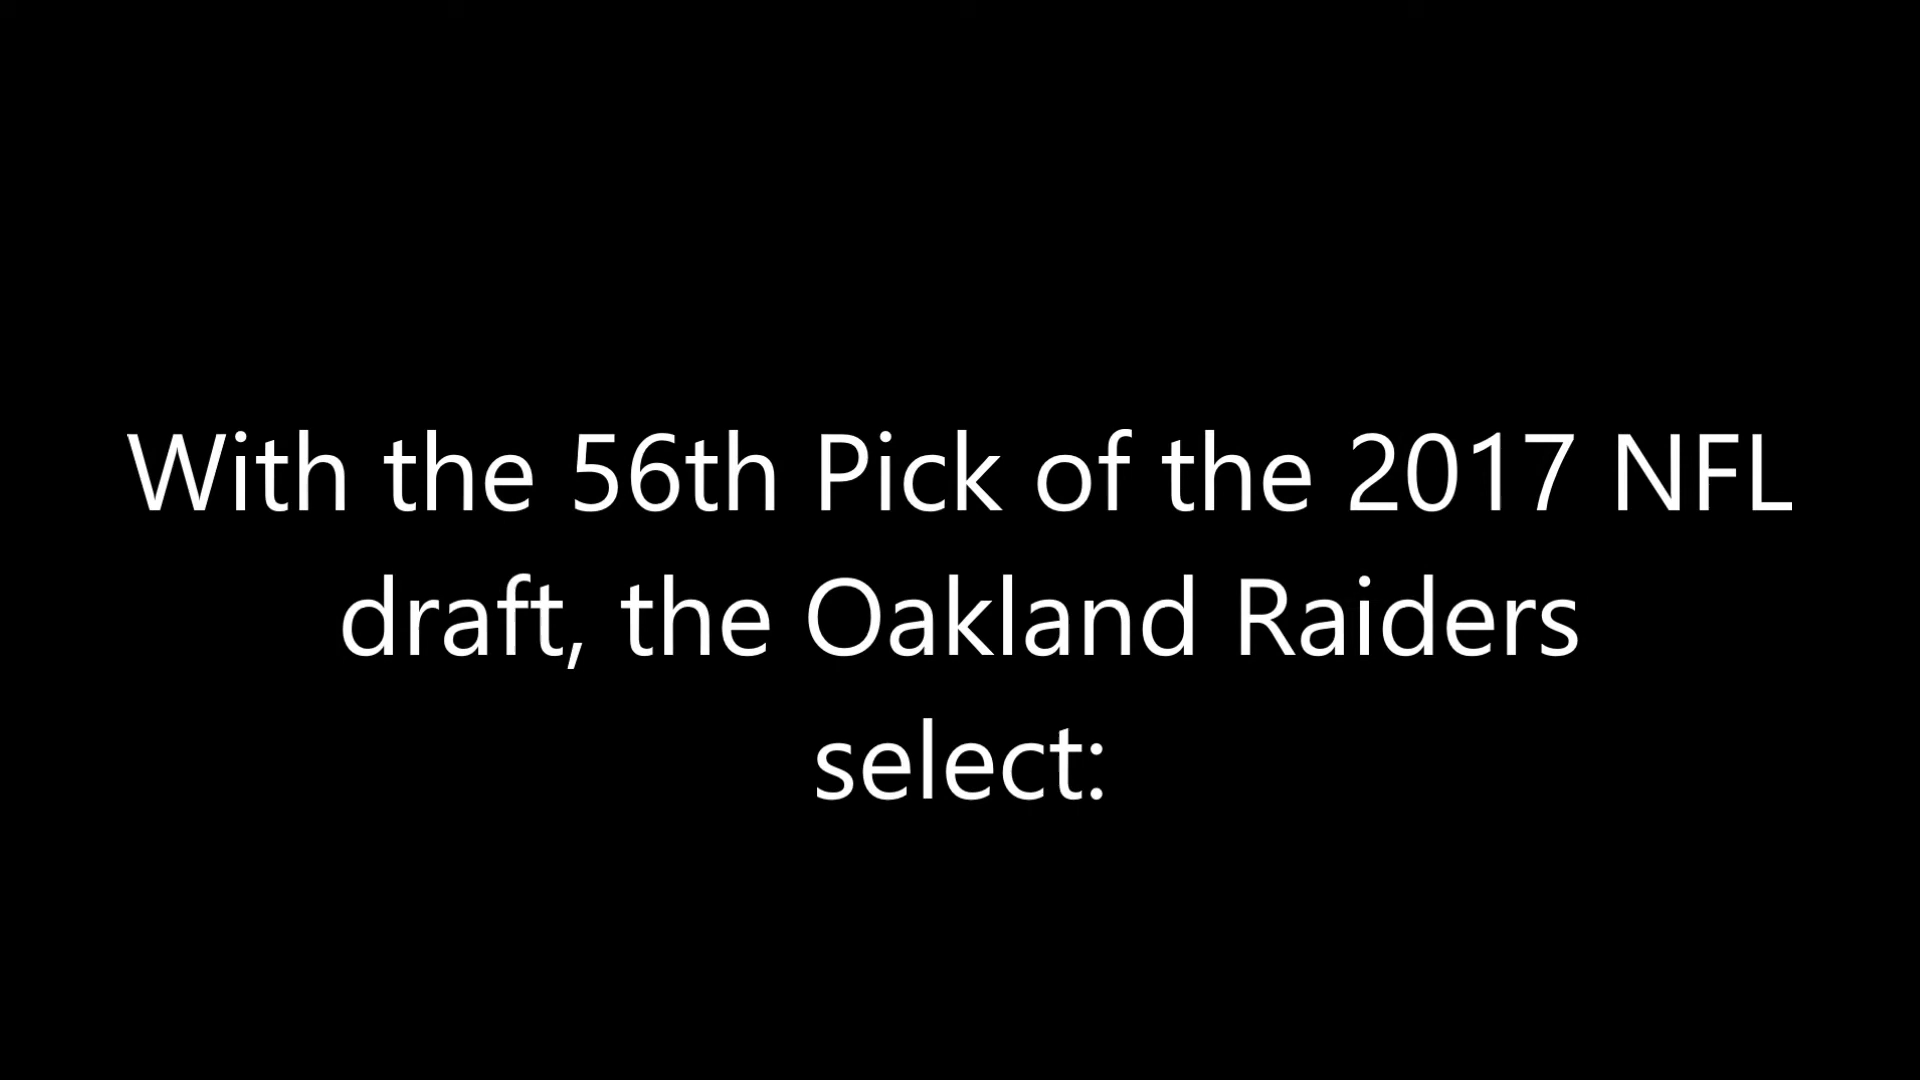 With the 56th Pick of the 2017 NFL
draft, the Oakland Raiders
select: